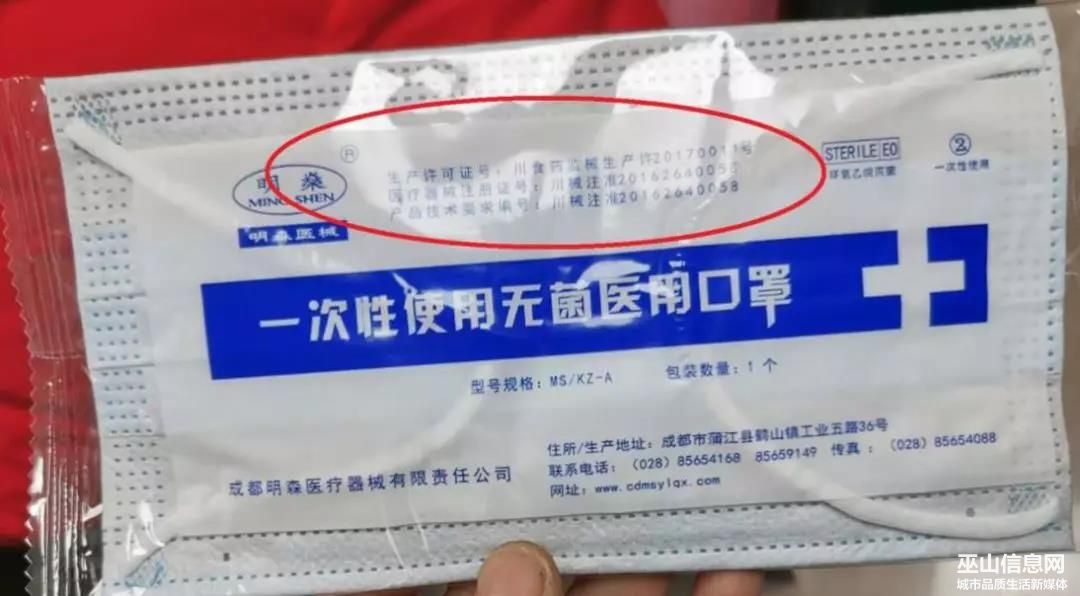 生产许可证号：川食药监械生产许20170011号
医疗器械注册证号：川械注准20162640058
产品技术要求编号：川械注准20162640058
®
明燊
MING SHEN
明森医械
STERILE EO
环氧乙烷灭菌
2
一次性使用
一次性使用无菌医用口罩
型号规格：MS/KZ-A 包装数量：1 个
成都明森医疗器械有限责任公司
住所/生产地址：成都市蒲江县鹤山镇工业五路36号
联系电话：（028）85654168 85659149 传真：（028）85654088
网址：www.cdmsylqx.com
巫山信息网
城市品质生活新媒体